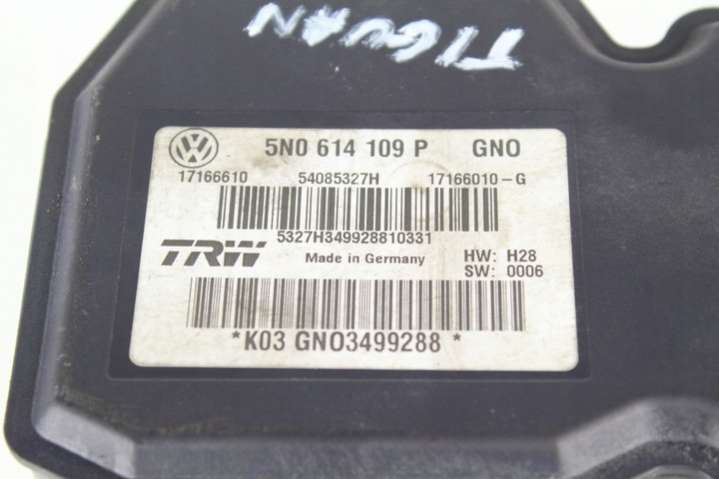 TIGUAN
5N0 614 109 P GNO
17166610 54085327H 17166010-G
5327H349928810331
TRW Made in Germany HW: H28
SW: 0006
*K03 GNO3499288 *